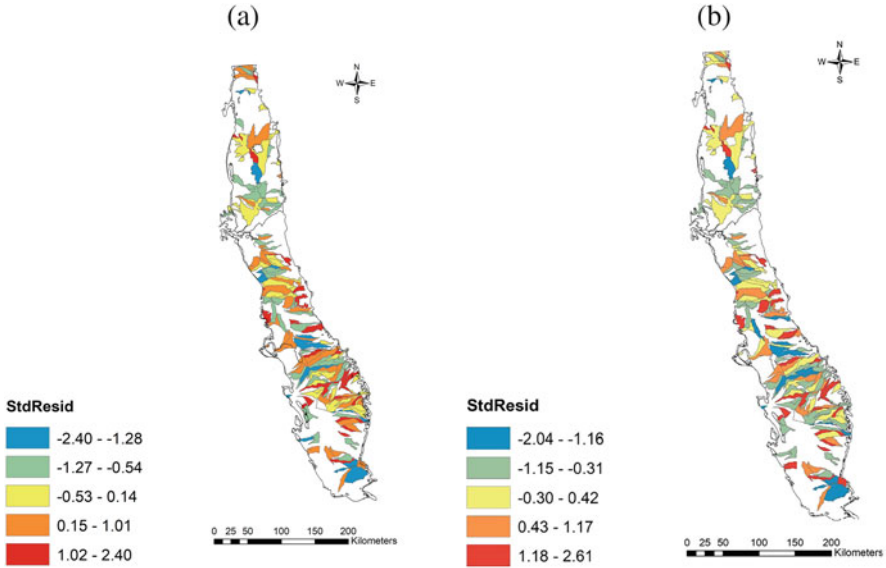 (a)
N
W E
S
StdResid
-2.40 - -1.28
-1.27 - -0.54
-0.53 - 0.14
0.15 - 1.01
1.02 - 2.40
0 25 50 100 150 200
Kilometers
(b)
N
W E
S
StdResid
-2.04 - -1.16
-1.15 - -0.31
-0.30 - 0.42
0.43 - 1.17
1.18 - 2.61
0 25 50 100 150 200
Kilometers